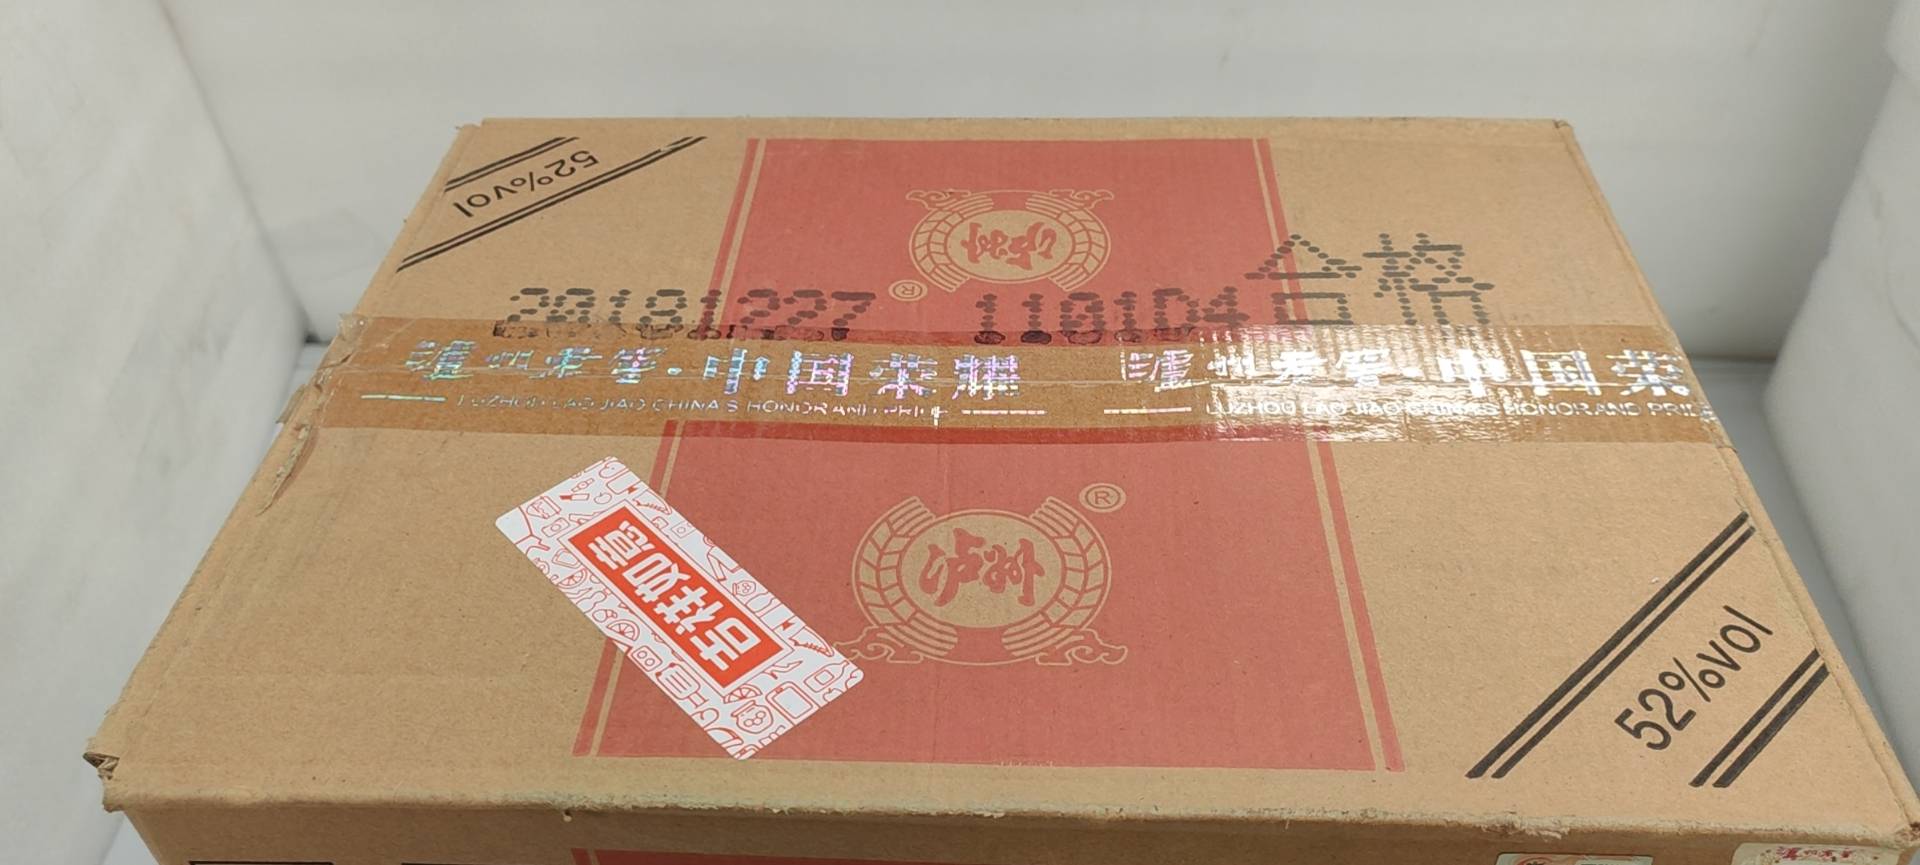 52%vol
®
20181227 110104 合格
泸州老窖·中国荣耀 泸州老窖·中国荣
LUZHOU LAO JIAO CHINA'S HONOR AND PRIDE LUZHOU LAO JIAO CHINA'S HONOR AND PRIDE
®
吉祥如意
52%vol